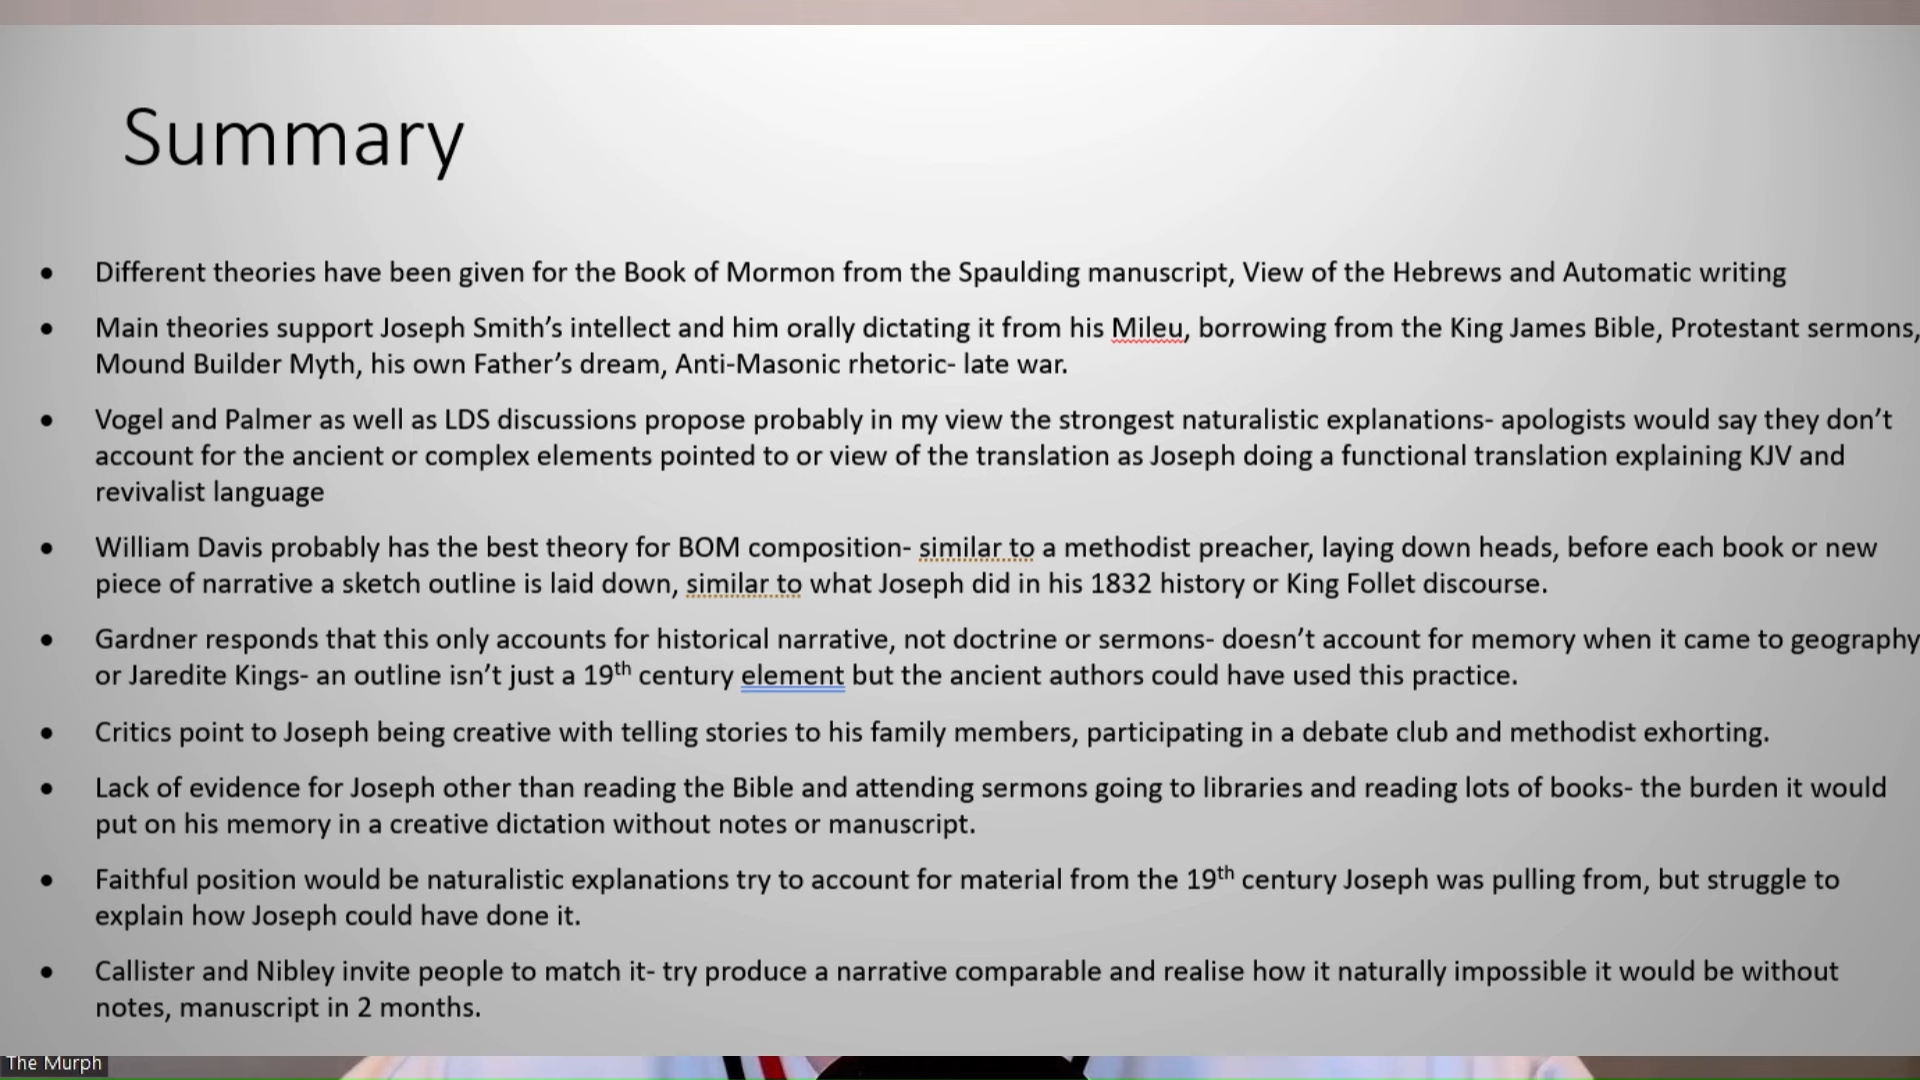 Summary
• Different theories have been given for the Book of Mormon from the Spaulding manuscript, View of the Hebrews and Automatic writing
• Main theories support Joseph Smith’s intellect and him orally dictating it from his Mileu, borrowing from the King James Bible, Protestant sermons,
Mound Builder Myth, his own Father’s dream, Anti-Masonic rhetoric- late war.
• Vogel and Palmer as well as LDS discussions propose probably in my view the strongest naturalistic explanations- apologists would say they don’t
account for the ancient or complex elements pointed to or view of the translation as Joseph doing a functional translation explaining KJV and
revivalist language
• William Davis probably has the best theory for BOM composition- similar to a methodist preacher, laying down heads, before each book or new
piece of narrative a sketch outline is laid down, similar to what Joseph did in his 1832 history or King Follet discourse.
• Gardner responds that this only accounts for historical narrative, not doctrine or sermons- doesn’t account for memory when it came to geography
or Jaredite Kings- an outline isn’t just a 19th century element but the ancient authors could have used this practice.
• Critics point to Joseph being creative with telling stories to his family members, participating in a debate club and methodist exhorting.
• Lack of evidence for Joseph other than reading the Bible and attending sermons going to libraries and reading lots of books- the burden it would
put on his memory in a creative dictation without notes or manuscript.
• Faithful position would be naturalistic explanations try to account for material from the 19th century Joseph was pulling from, but struggle to
explain how Joseph could have done it.
• Callister and Nibley invite people to match it- try produce a narrative comparable and realise how it naturally impossible it would be without
notes, manuscript in 2 months.
The Murph